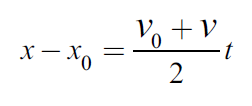 x − x₀ = (v₀ + v)/2 t